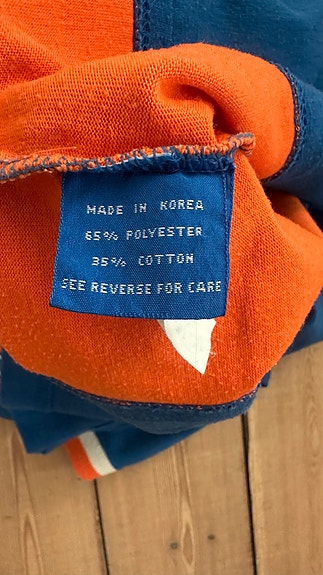 MADE IN KOREA
65% POLYESTER
35% COTTON
SEE REVERSE FOR CARE